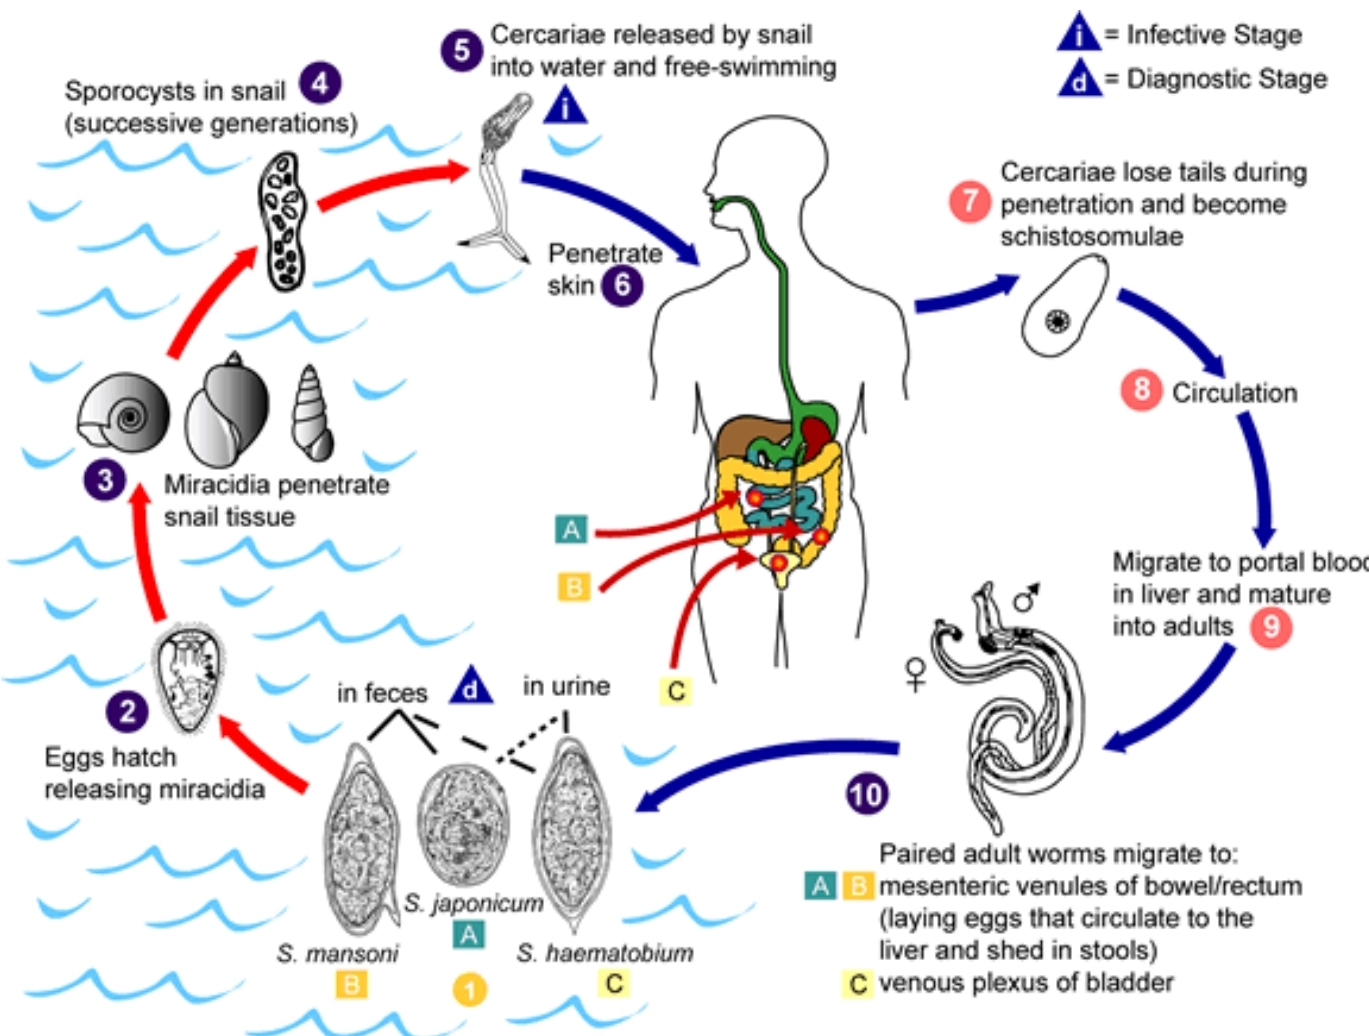 i = Infective Stage
d = Diagnostic Stage
5 Cercariae released by snail
into water and free-swimming
i
Sporocysts in snail 4
(successive generations)
Penetrate
skin 6
7 Cercariae lose tails during
penetration and become
schistosomulae
8 Circulation
Migrate to portal blood
in liver and mature
into adults 9
3 Miracidia penetrate
snail tissue
A
B
C
♂
♀
2
Eggs hatch
releasing miracidia
in feces d in urine
S. japonicum
A
S. mansoni
B
1
S. haematobium
C
10
Paired adult worms migrate to:
A B mesenteric venules of bowel/rectum
(laying eggs that circulate to the
liver and shed in stools)
C venous plexus of bladder